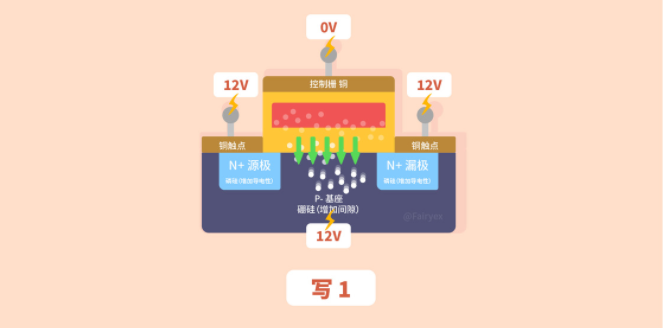 0V
12V
12V
控制栅 铜
铜触点
铜触点
N+ 源极
磷硅(增加导电性)
N+ 漏极
磷硅(增加导电性)
P- 基座
硼硅(增加间隙)
@Fairyex
12V
写 1